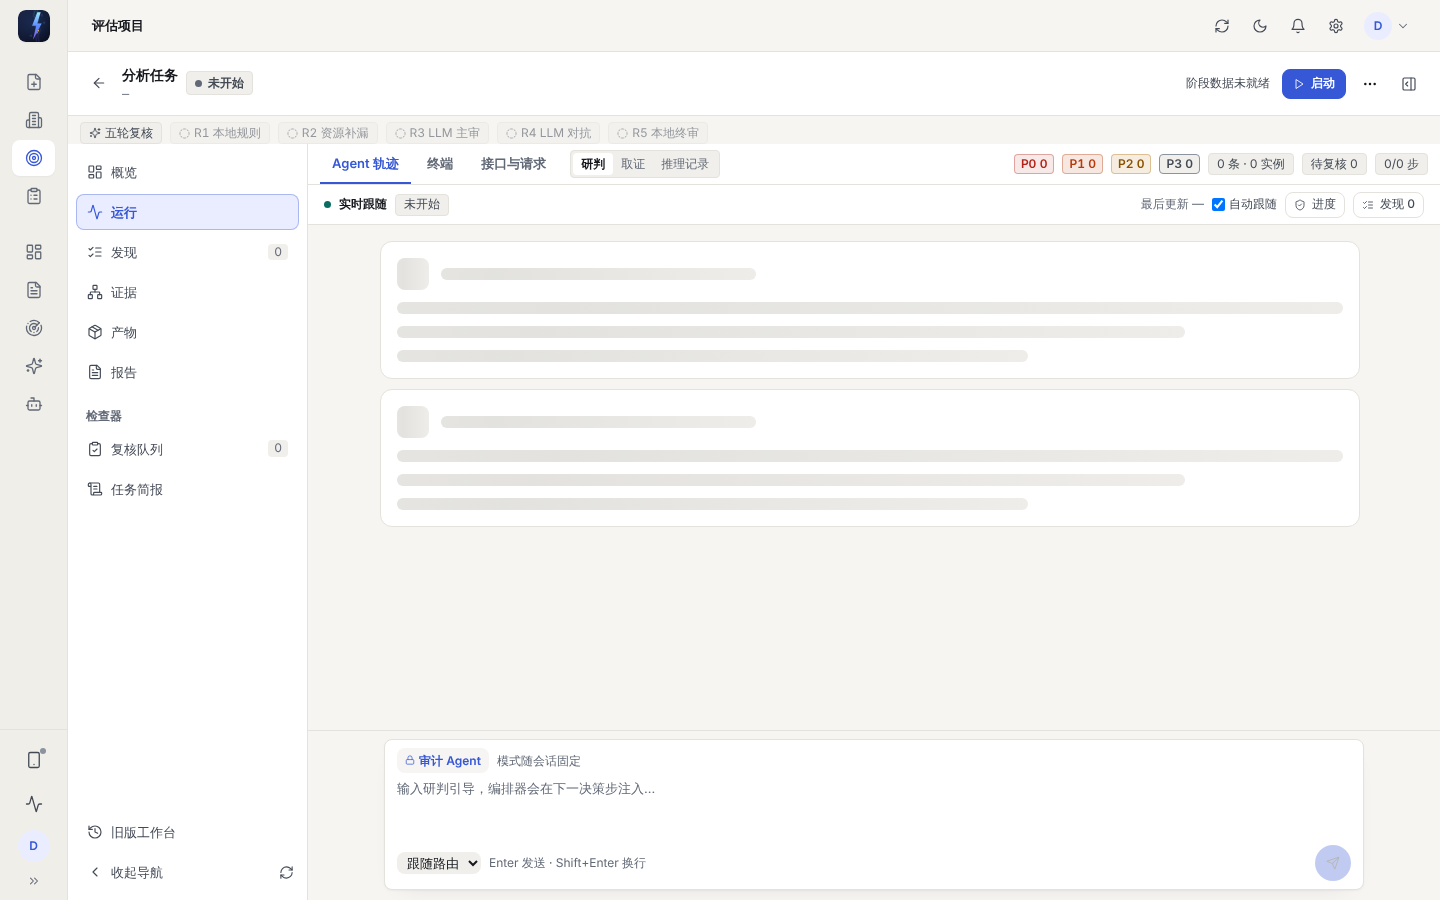 评估项目
D
分析任务
—
未开始
阶段数据未就绪
启动
五轮复核
R1 本地规则
R2 资源补漏
R3 LLM 主审
R4 LLM 对抗
R5 本地终审
概览
运行
发现
0
证据
产物
报告
检查器
复核队列
0
任务简报
旧版工作台
收起导航
D
Agent 轨迹
终端
接口与请求
研判
取证
推理记录
P0 0
P1 0
P2 0
P3 0
0 条 · 0 实例
待复核 0
0/0 步
实时跟随
未开始
最后更新 —
自动跟随
进度
发现 0
审计 Agent
模式随会话固定
输入研判引导，编排器会在下一决策步注入...
跟随路由
Enter 发送 · Shift+Enter 换行